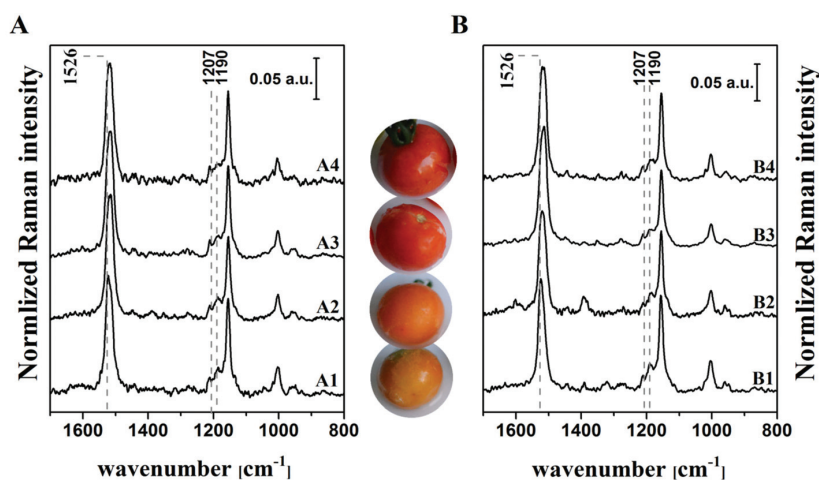 A
Normlized Raman intensity
1526
1207
1190
0.05 a.u.
A4
A3
A2
A1
1600 1400 1200 1000 800
wavenumber [cm⁻¹]
B
1526
1207
1190
0.05 a.u.
B4
B3
B2
B1
1600 1400 1200 1000 800
wavenumber [cm⁻¹]
Normlized Raman intensity